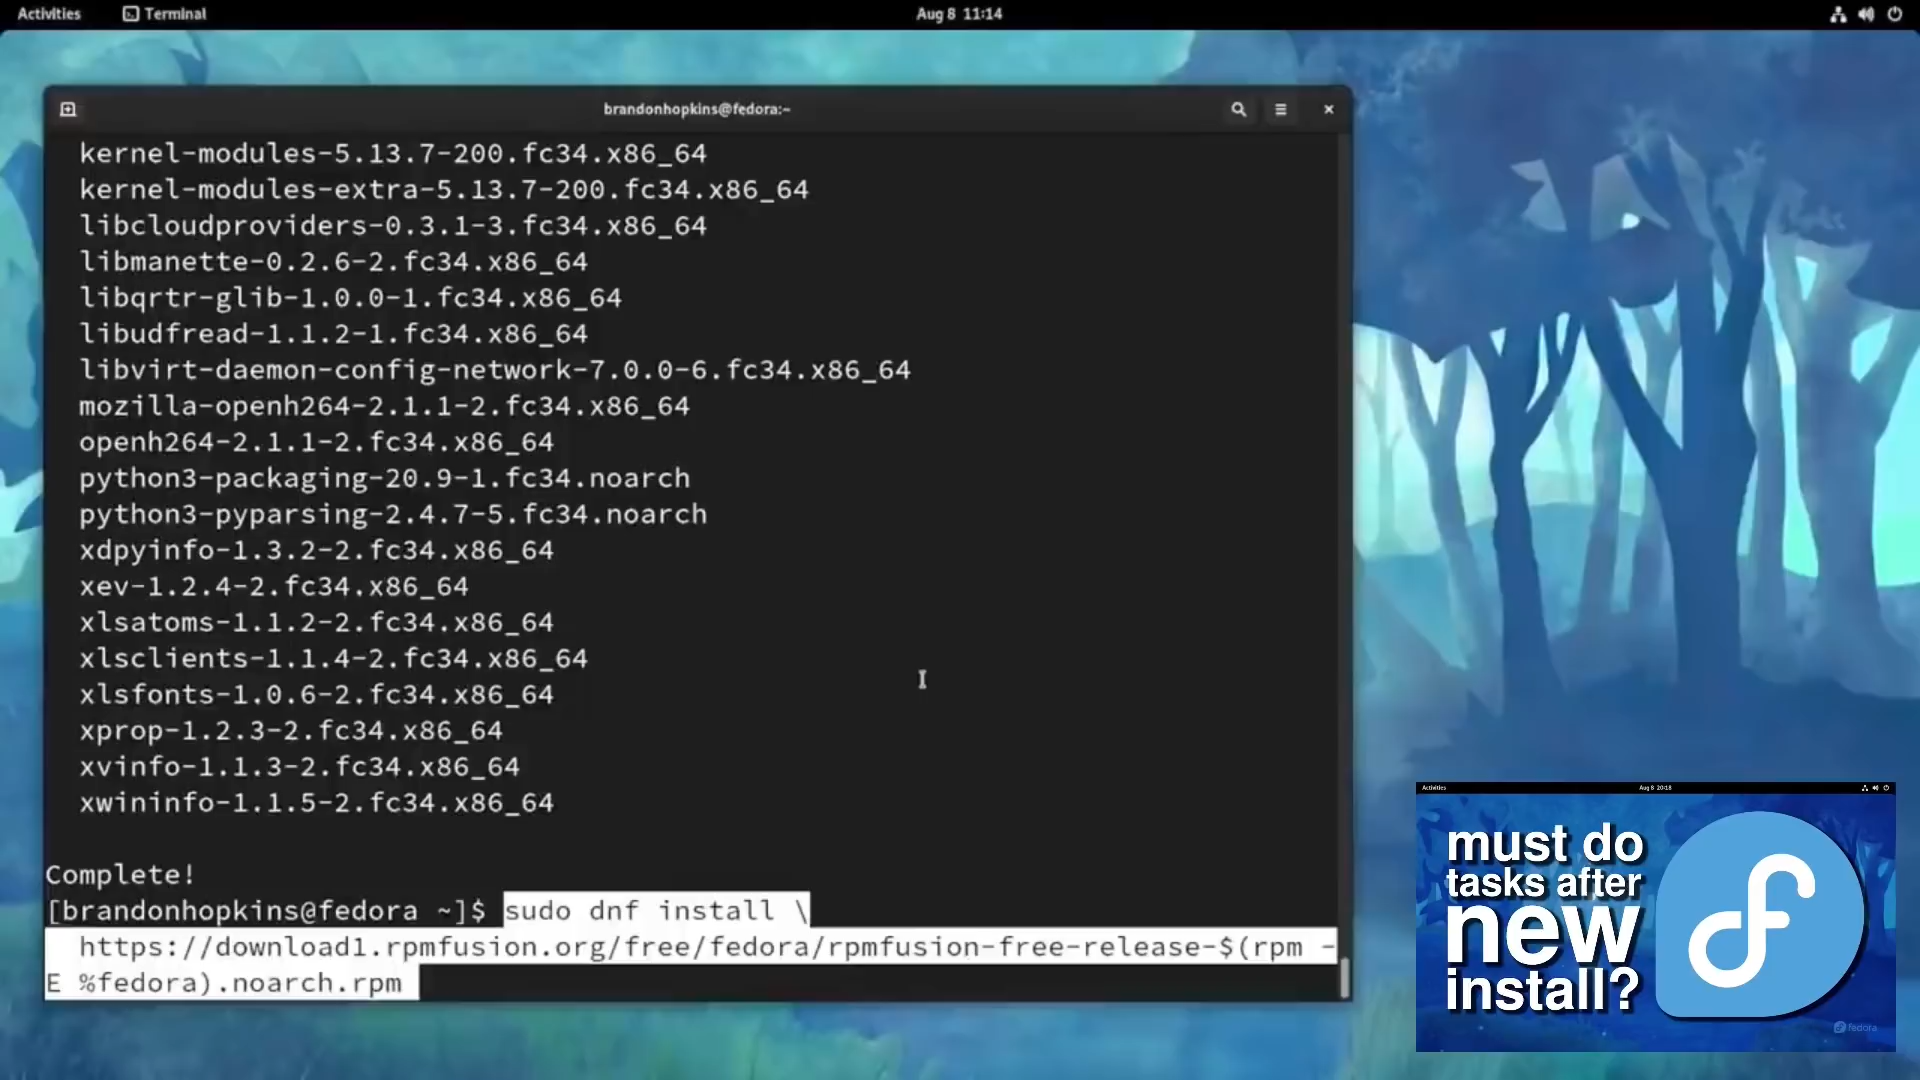 Activities
Terminal
Aug 8 11:14
brandonhopkins@fedora:~
kernel-modules-5.13.7-200.fc34.x86_64
kernel-modules-extra-5.13.7-200.fc34.x86_64
libcloudproviders-0.3.1-3.fc34.x86_64
libmanette-0.2.6-2.fc34.x86_64
libqrtr-glib-1.0.0-1.fc34.x86_64
libudfread-1.1.2-1.fc34.x86_64
libvirt-daemon-config-network-7.0.0-6.fc34.x86_64
mozilla-openh264-2.1.1-2.fc34.x86_64
openh264-2.1.1-2.fc34.x86_64
python3-packaging-20.9-1.fc34.noarch
python3-pyparsing-2.4.7-5.fc34.noarch
xdpyinfo-1.3.2-2.fc34.x86_64
xev-1.2.4-2.fc34.x86_64
xlsatoms-1.1.2-2.fc34.x86_64
xlsclients-1.1.4-2.fc34.x86_64
xlsfonts-1.0.6-2.fc34.x86_64
xprop-1.2.3-2.fc34.x86_64
xvinfo-1.1.3-2.fc34.x86_64
xwininfo-1.1.5-2.fc34.x86_64
Complete!
[brandonhopkins@fedora ~]$ sudo dnf install \
https://download1.rpmfusion.org/free/fedora/rpmfusion-free-release-$(rpm -
E %fedora).noarch.rpm
Activities
Aug 8 20:18
must do
tasks after
new
install?
fedora